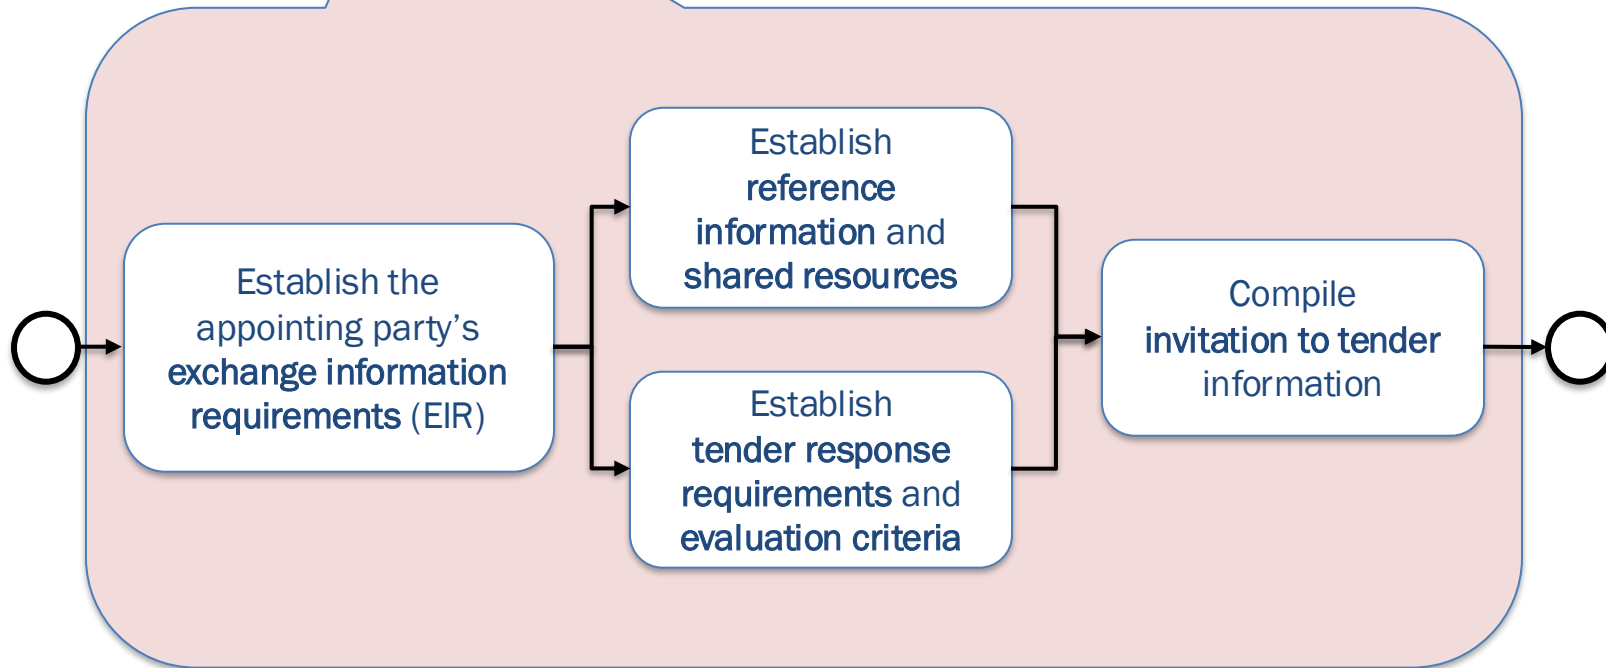 Establish the
appointing party’s
exchange information
requirements (EIR)
Establish
reference
information and
shared resources
Establish
tender response
requirements and
evaluation criteria
Compile
invitation to tender
information